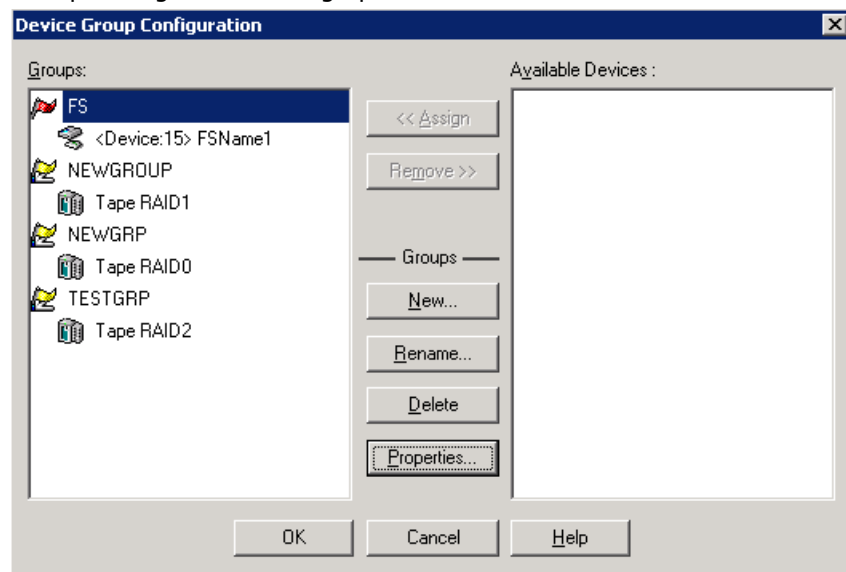 Device Group Configuration
Groups:
Available Devices :
FS
<Device:15> FSName1
NEWGROUP
Tape RAID1
NEWGRP
Tape RAID0
TESTGRP
Tape RAID2
<< Assign
Remove >>
Groups
New...
Rename...
Delete
Properties...
OK
Cancel
Help